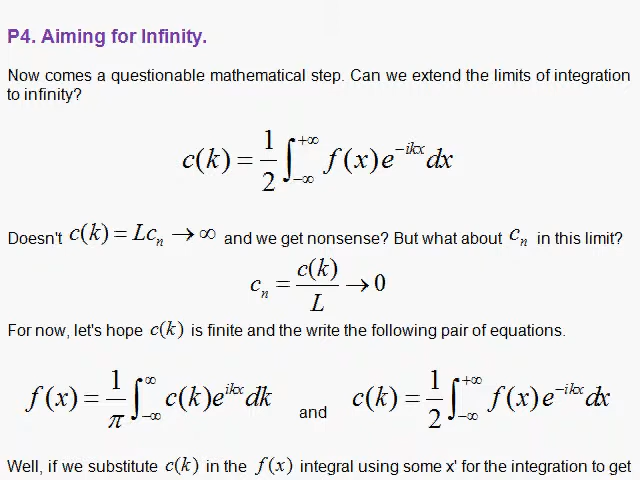 P4. Aiming for Infinity.
Now comes a questionable mathematical step. Can we extend the limits of integration
to infinity?
c(k) = 1/2 ∫_{−∞}^{+∞} f(x)e^{−ikx}dx
Doesn't c(k) = Lc_n → ∞ and we get nonsense? But what about c_n in this limit?
c_n = c(k)/L → 0
For now, let's hope c(k) is finite and the write the following pair of equations.
f(x) = 1/π ∫_{−∞}^{∞} c(k)e^{ikx}dk and c(k) = 1/2 ∫_{−∞}^{+∞} f(x)e^{−ikx}dx
Well, if we substitute c(k) in the f(x) integral using some x' for the integration to get